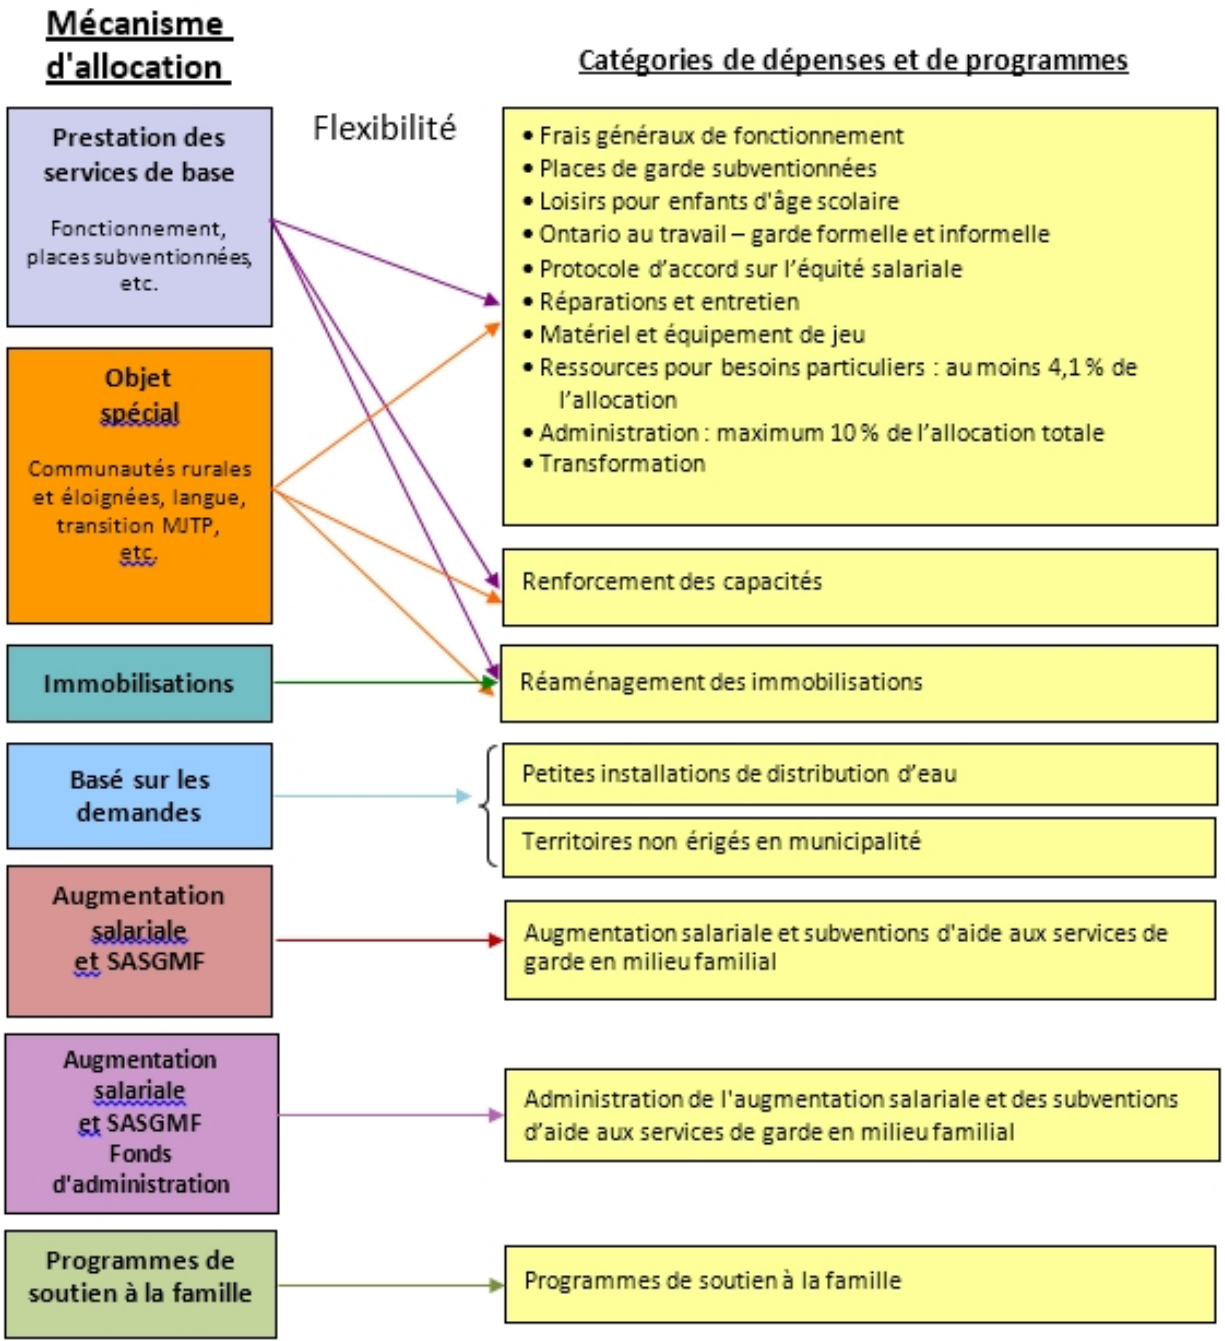 Mécanisme
d'allocation
Catégories de dépenses et de programmes
Flexibilité
Prestation des
services de base
Fonctionnement,
places subventionnées,
etc.
• Frais généraux de fonctionnement
• Places de garde subventionnées
• Loisirs pour enfants d'âge scolaire
• Ontario au travail – garde formelle et informelle
• Protocole d’accord sur l’équité salariale
• Réparations et entretien
• Matériel et équipement de jeu
• Ressources pour besoins particuliers : au moins 4,1 % de
l’allocation
• Administration : maximum 10 % de l’allocation totale
• Transformation
Objet
spécial
Communautés rurales
et éloignées, langue,
transition MJTP,
etc.
Renforcement des capacités
Immobilisations
Réaménagement des immobilisations
Basé sur les
demandes
Petites installations de distribution d’eau
Territoires non érigés en municipalité
Augmentation
salariale
et SASGMF
Augmentation salariale et subventions d'aide aux services de
garde en milieu familial
Augmentation
salariale
et SASGMF
Fonds
d'administration
Administration de l'augmentation salariale et des subventions
d’aide aux services de garde en milieu familial
Programmes de
soutien à la famille
Programmes de soutien à la famille